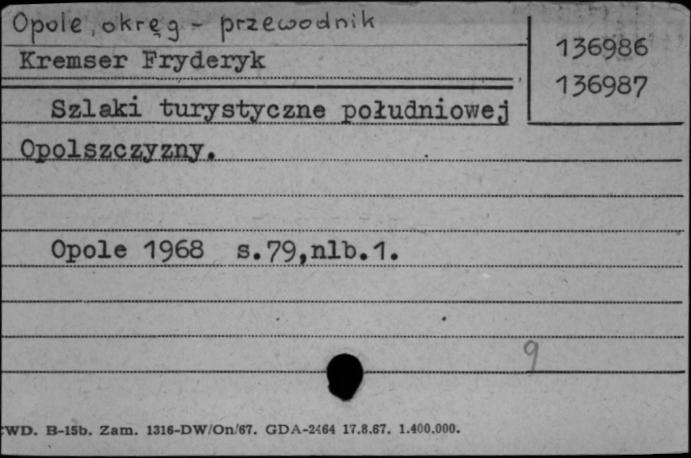 Opole, okręg - przewodnik
136986
Kremser Fryderyk
136987
Szlaki turystyczne południowej
Opolszczyzny.
Opole 1968 s.79,nlb.1.
9
WD. B-15b. Zam. 1316-DW/On/67. GDA-2464 17.8.67. 1.400.000.